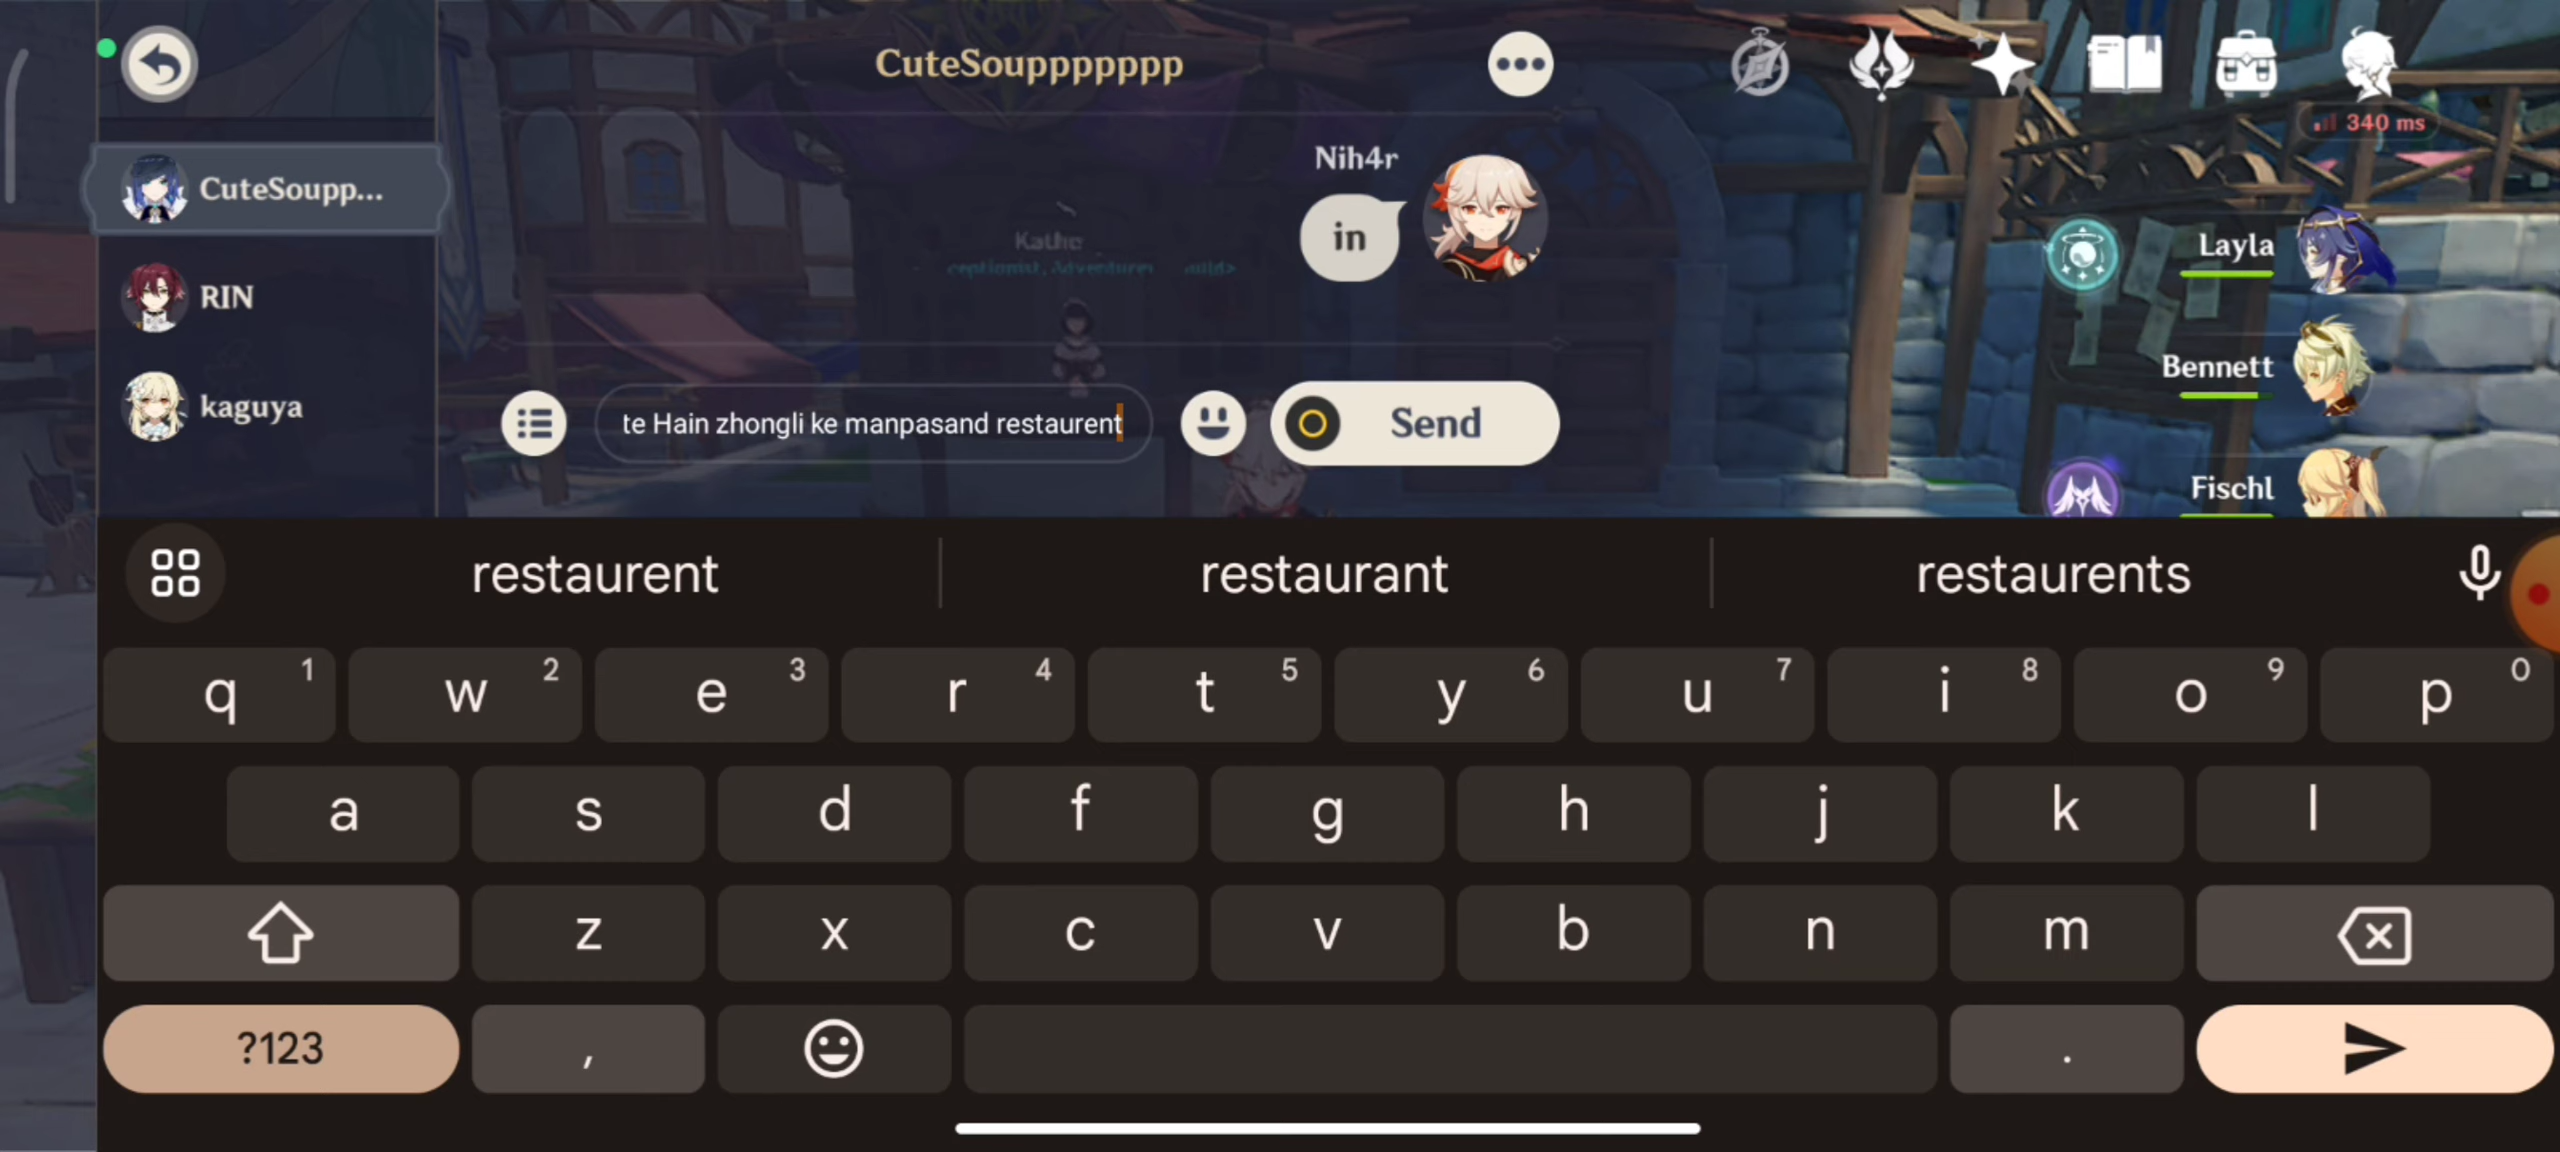 CuteSouppppppp
340 ms
CuteSoupp...
RIN
kaguya
Nih4r
in
Kathe
te Hain zhongli ke manpasand restaurent
Send
Layla
Bennett
Fischl
restaurent restaurant restaurents
q 1 w 2 e 3 r 4 t 5 y 6 u 7 i 8 o 9 p 0
a s d f g h j k l
z x c v b n m
?123 , .